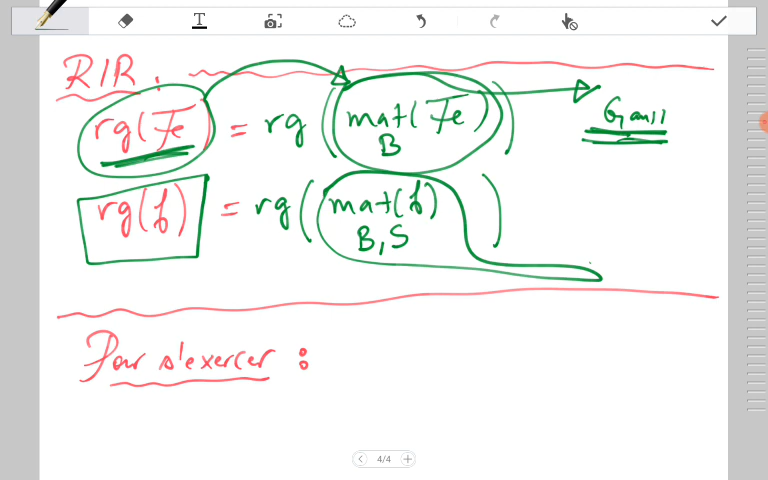 RIR :
rg(Fe) = rg (mat(Fe))
B
Gauss
rg(f) = rg(mat(f))
B,S
Pour s'exercer :
4/4